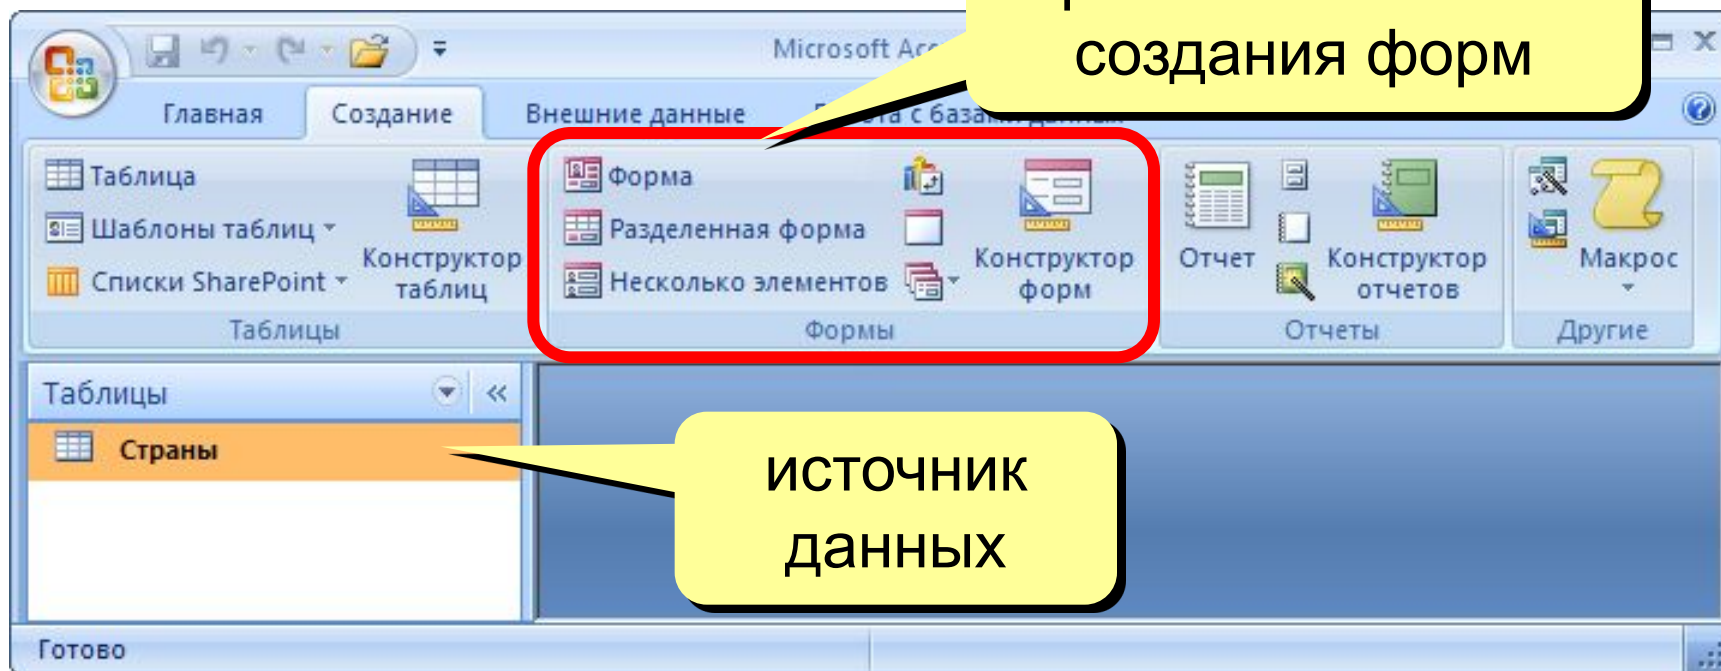 создания форм
Microsoft Acc
Главная
Создание
Внешние данные
Таблица
Шаблоны таблиц
Списки SharePoint
Конструктор
таблиц
Таблицы
Форма
Разделенная форма
Несколько элементов
Конструктор
форм
Формы
Отчет
Конструктор
отчетов
Отчеты
Макрос
Другие
Таблицы
Страны
источник
данных
Готово